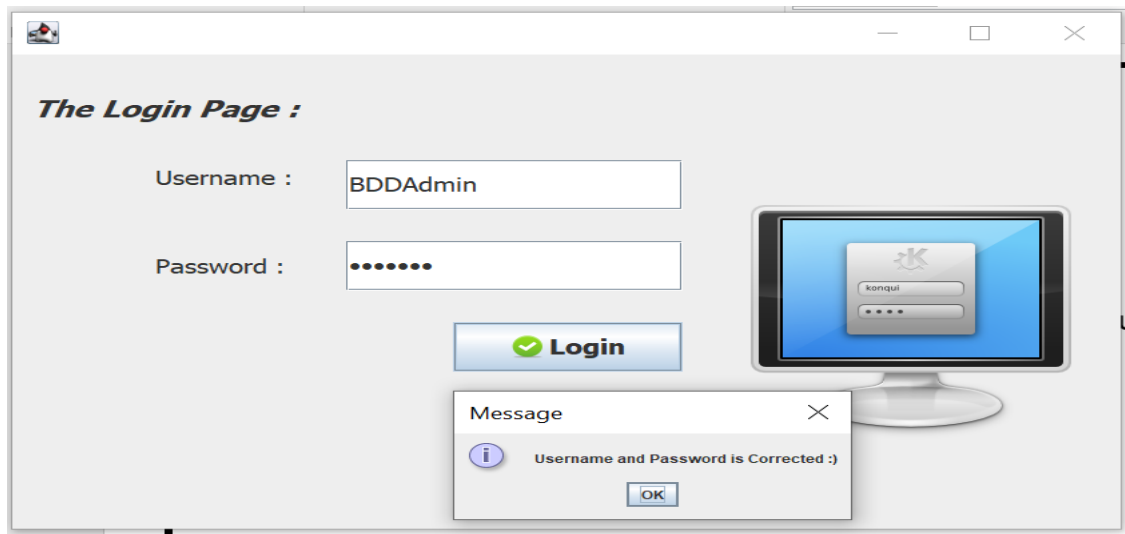 The Login Page :
Username :
BDDAdmin
Password :
•••••••
konqui
••••
Login
Message
Username and Password is Corrected :)
OK